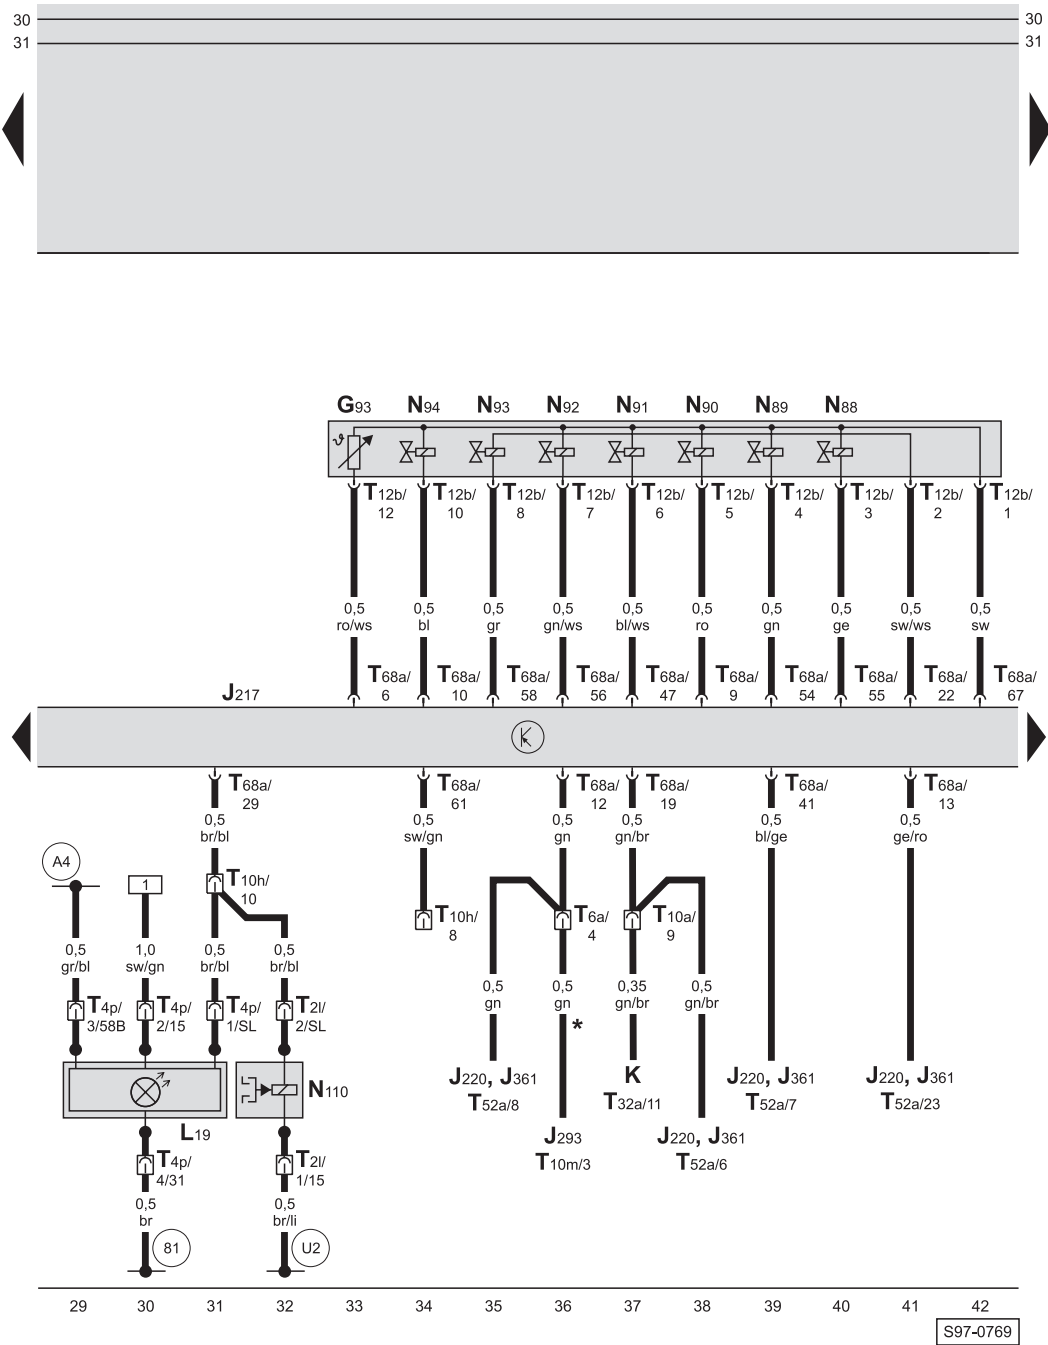 30 30
31 31
G93 N94 N93 N92 N91 N90 N89 N88
T12b/ T12b/ T12b/ T12b/ T12b/ T12b/ T12b/ T12b/ T12b/ T12b/
12 10 8 7 6 5 4 3 2 1
0,5 0,5 0,5 0,5 0,5 0,5 0,5 0,5 0,5 0,5
ro/ws bl gr gn/ws bl/ws ro gn ge sw/ws sw
T68a/ T68a/ T68a/ T68a/ T68a/ T68a/ T68a/ T68a/ T68a/ T68a/
6 10 58 56 47 9 54 55 22 67
J217
T68a/ T68a/ T68a/ T68a/ T68a/ T68a/
29 61 12 19 41 13
0,5 0,5 0,5 0,5 0,5 0,5
br/bl sw/gn gn gn/br bl/ge ge/ro
A4 1 T10h/ T10h/ T6a/ T10a/
10 8 4 9
0,5 1,0 0,5 0,5
gr/bl sw/gn br/bl br/bl
0,5 0,5 0,35 0,5
gn gn gn/br gn/br
*
T4p/ T4p/ T4p/ T2l/
3/58B 2/15 1/SL 2/SL
J220, J361 K J220, J361 J220, J361
T52a/8 T32a/11 T52a/7 T52a/23
N110
L19
J293 J220, J361
T10m/3 T52a/6
T4p/ T2l/
4/31 1/15
0,5 0,5
br br/li
81 U2
29 30 31 32 33 34 35 36 37 38 39 40 41 42
S97-0769